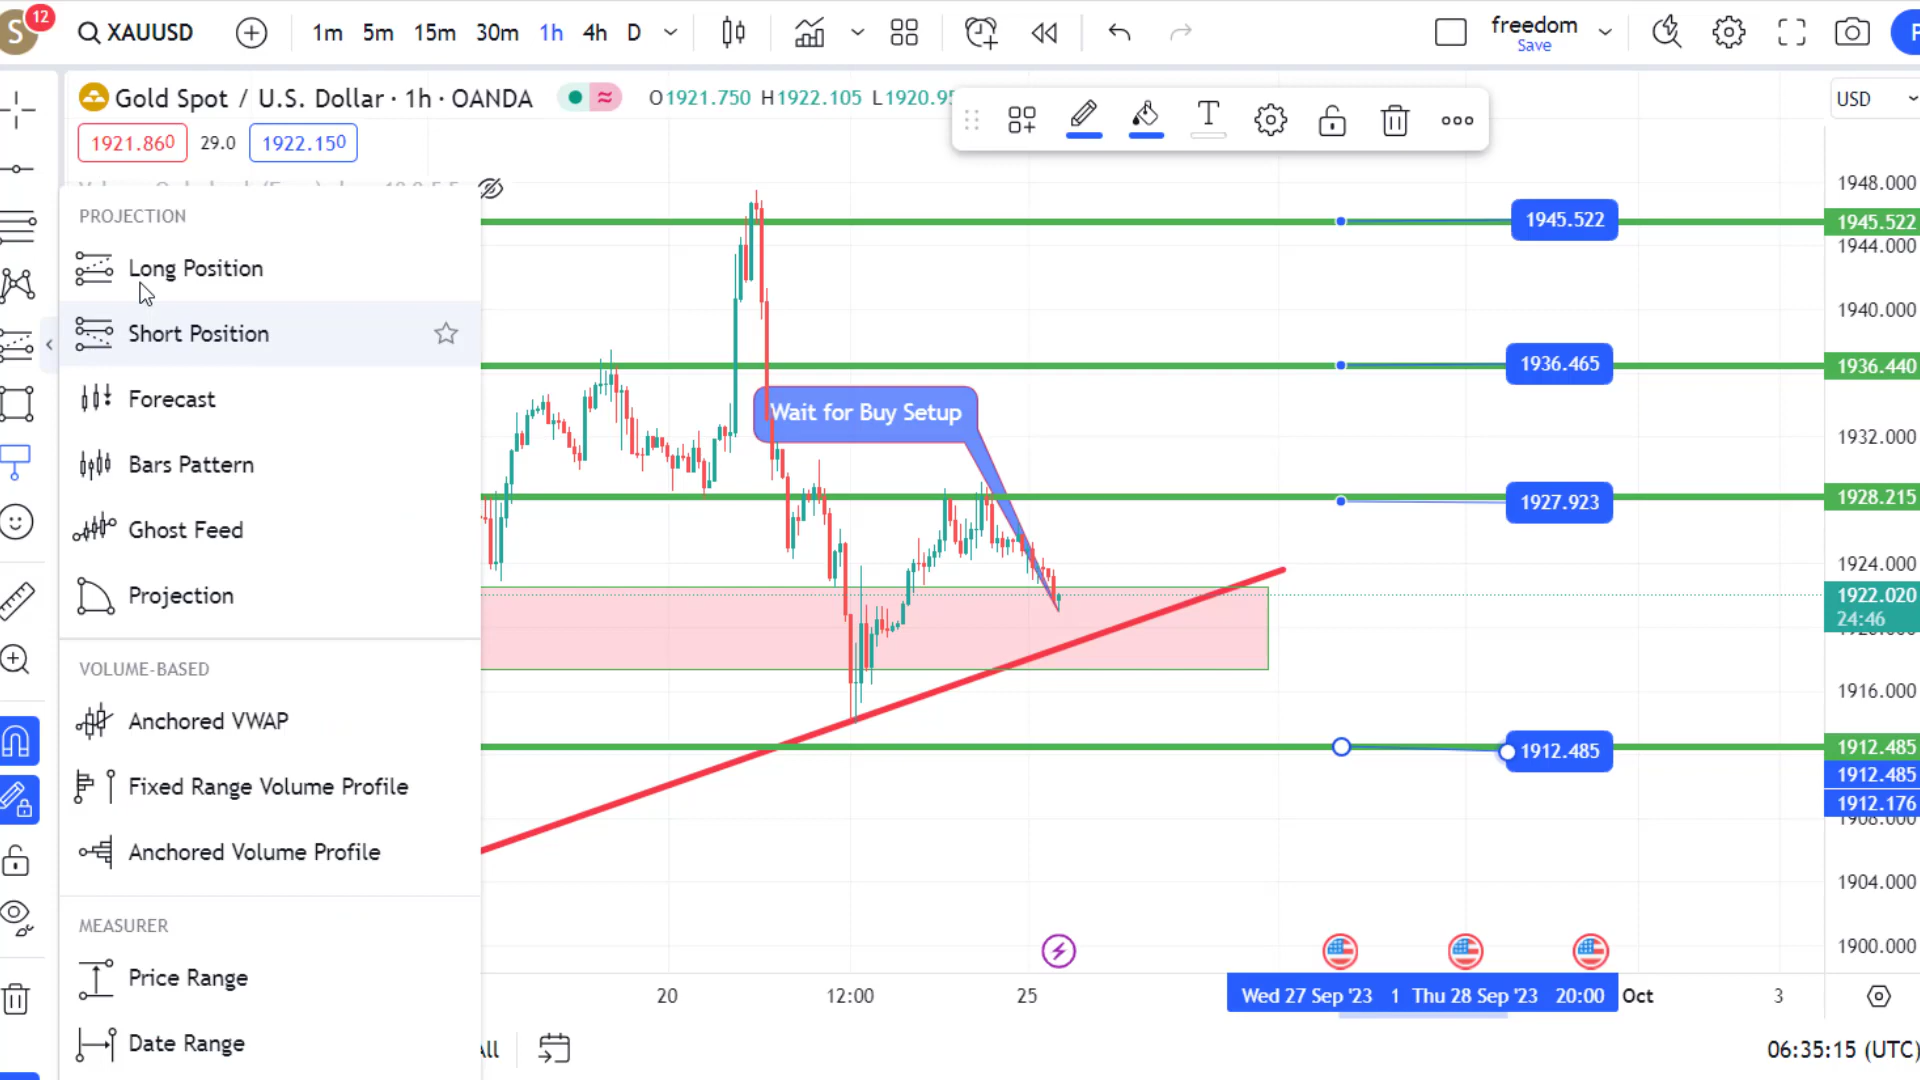 S
12
XAUUSD
1m 5m 15m 30m 1h 4h D
freedom
Save
Gold Spot / U.S. Dollar · 1h · OANDA
O1921.750 H1922.105
T
USD
1921.860 29.0 1922.150
PROJECTION
Long Position
Short Position
Forecast
Bars Pattern
Ghost Feed
Projection
VOLUME-BASED
Anchored VWAP
Fixed Range Volume Profile
Anchored Volume Profile
MEASURER
Price Range
Date Range
Wait for Buy Setup
1945.522
1936.465
1927.923
1912.485
1948.000
1945.522
1944.000
1940.000
1936.440
1932.000
1928.215
1924.000
1922.020
24:46
1916.000
1912.485
1912.485
1912.176
1908.000
1904.000
1900.000
20 12:00 25 Wed 27 Sep '23 1 Thu 28 Sep '23 20:00 Oct 3
All
06:35:15 (UTC)